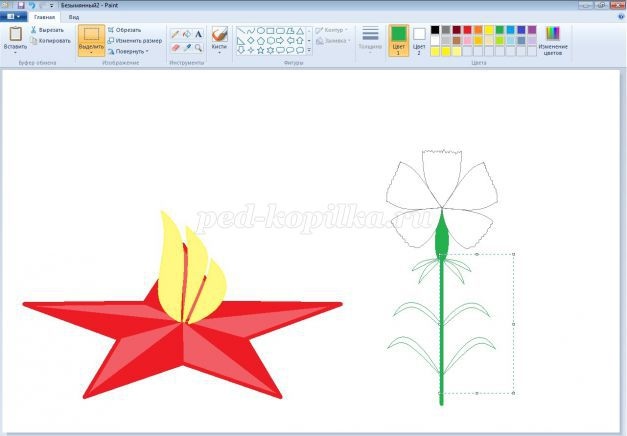 Безымянный2 - Paint
Главная Вид
Вставить
Вырезать
Копировать
Буфер обмена
Выделить
Обрезать
Изменить размер
Повернуть
Изображение
Инструменты
Кисти
Фигуры
Контур
Заливка
Толщина
Цвет 1
Цвет 2
Изменение цветов
Цвета
ped-kopilka.ru